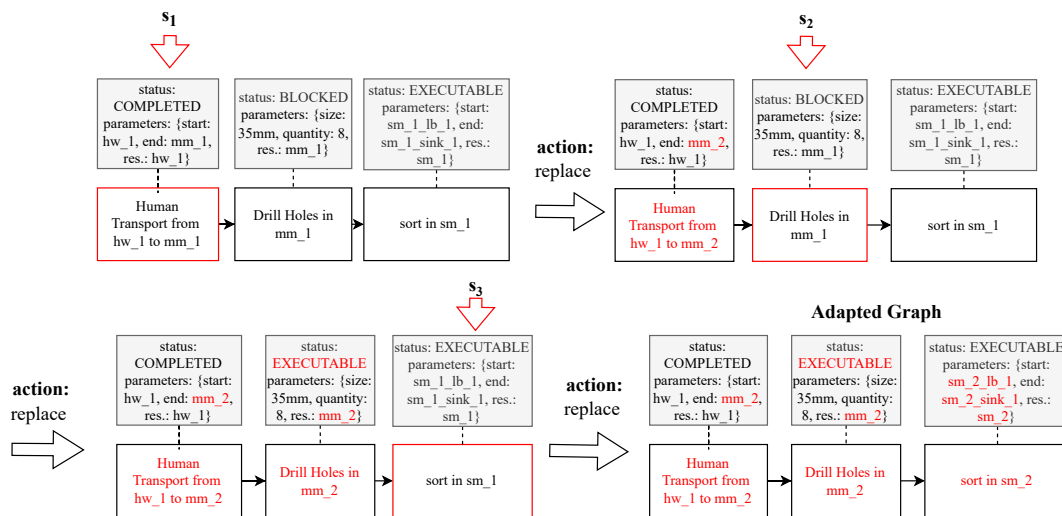 s1
status:
COMPLETED
parameters: {start:
hw_1, end: mm_1,
res.: hw_1}
status: BLOCKED
parameters: {size:
35mm, quantity: 8,
res.: mm_1}
status: EXECUTABLE
parameters: {start:
sm_1_lb_1, end:
sm_1_sink_1, res.:
sm_1}
Human
Transport from
hw_1 to mm_1
Drill Holes in
mm_1
sort in sm_1
action:
replace
s2
status:
COMPLETED
parameters: {start:
hw_1, end: mm_2,
res.: hw_1}
status: BLOCKED
parameters: {size:
35mm, quantity: 8,
res.: mm_1}
status: EXECUTABLE
parameters: {start:
sm_1_lb_1, end:
sm_1_sink_1, res.:
sm_1}
Human
Transport from
hw_1 to mm_2
Drill Holes in
mm_1
sort in sm_1
action:
replace
s3
status:
COMPLETED
parameters: {start:
hw_1, end: mm_2,
res.: hw_1}
status:
EXECUTABLE
parameters: {size:
35mm, quantity:
8, res.: mm_2}
status: EXECUTABLE
parameters: {start:
sm_1_lb_1, end:
sm_1_sink_1, res.:
sm_1}
Human
Transport from
hw_1 to mm_2
Drill Holes in
mm_2
sort in sm_1
action:
replace
Adapted Graph
status:
COMPLETED
parameters: {start:
hw_1, end: mm_2,
res.: hw_1}
status:
EXECUTABLE
parameters: {size:
35mm, quantity:
8, res.: mm_2}
status: EXECUTABLE
parameters: {start:
sm_2_lb_1, end:
sm_2_sink_1, res.:
sm_2}
Human
Transport from
hw_1 to mm_2
Drill Holes in
mm_2
sort in sm_2